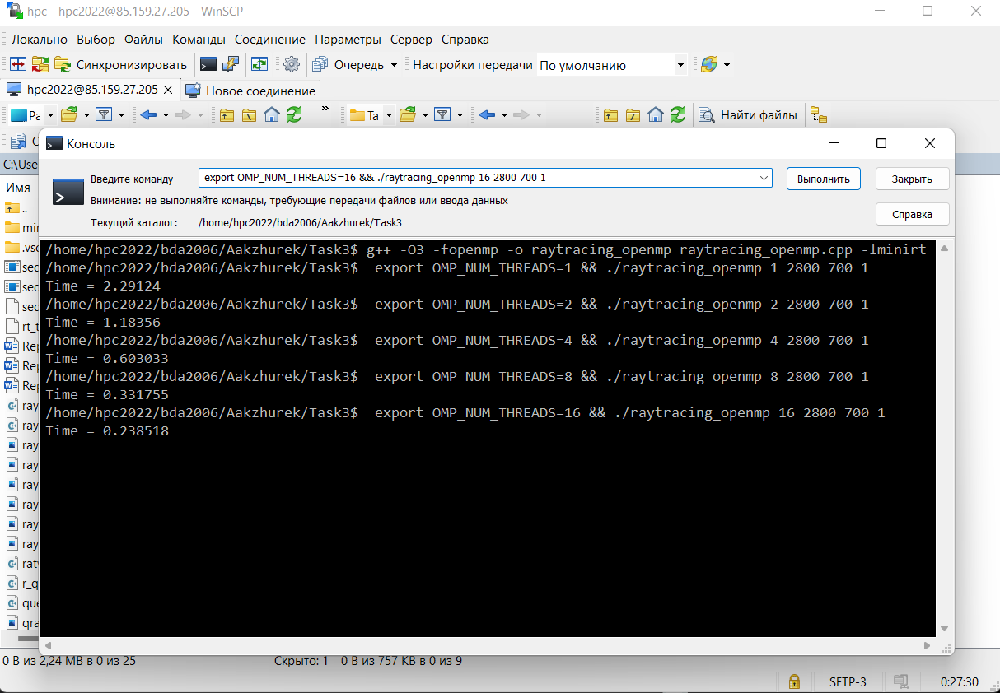 hpc - hpc2022@85.159.27.205 - WinSCP
Локально Выбор Файлы Команды Соединение Параметры Сервер Справка
Синхронизировать Очередь Настройки передачи По умолчанию
hpc2022@85.159.27.205 Новое соединение
Ра Та Найти файлы
C:\Use
Имя
Консоль
Введите команду export OMP_NUM_THREADS=16 && ./raytracing_openmp 16 2800 700 1 Выполнить Закрыть
Внимание: не выполняйте команды, требующие передачи файлов или ввода данных
Текущий каталог: /home/hpc2022/bda2006/Aakzhurek/Task3 Справка
/home/hpc2022/bda2006/Aakzhurek/Task3$ g++ -O3 -fopenmp -o raytracing_openmp raytracing_openmp.cpp -lminirt
/home/hpc2022/bda2006/Aakzhurek/Task3$ export OMP_NUM_THREADS=1 && ./raytracing_openmp 1 2800 700 1
Time = 2.29124
/home/hpc2022/bda2006/Aakzhurek/Task3$ export OMP_NUM_THREADS=2 && ./raytracing_openmp 2 2800 700 1
Time = 1.18356
/home/hpc2022/bda2006/Aakzhurek/Task3$ export OMP_NUM_THREADS=4 && ./raytracing_openmp 4 2800 700 1
Time = 0.603033
/home/hpc2022/bda2006/Aakzhurek/Task3$ export OMP_NUM_THREADS=8 && ./raytracing_openmp 8 2800 700 1
Time = 0.331755
/home/hpc2022/bda2006/Aakzhurek/Task3$ export OMP_NUM_THREADS=16 && ./raytracing_openmp 16 2800 700 1
Time = 0.238518
..
min
.vsc
sec
sec
sec
rt_t
Rep
Rep
Rep
ray
ray
ray
ray
ray
ray
ray
ray
raty
r_q
que
qra
0 B из 2,24 MB в 0 из 25 Скрыто: 1 0 B из 757 KB в 0 из 9
SFTP-3 0:27:30